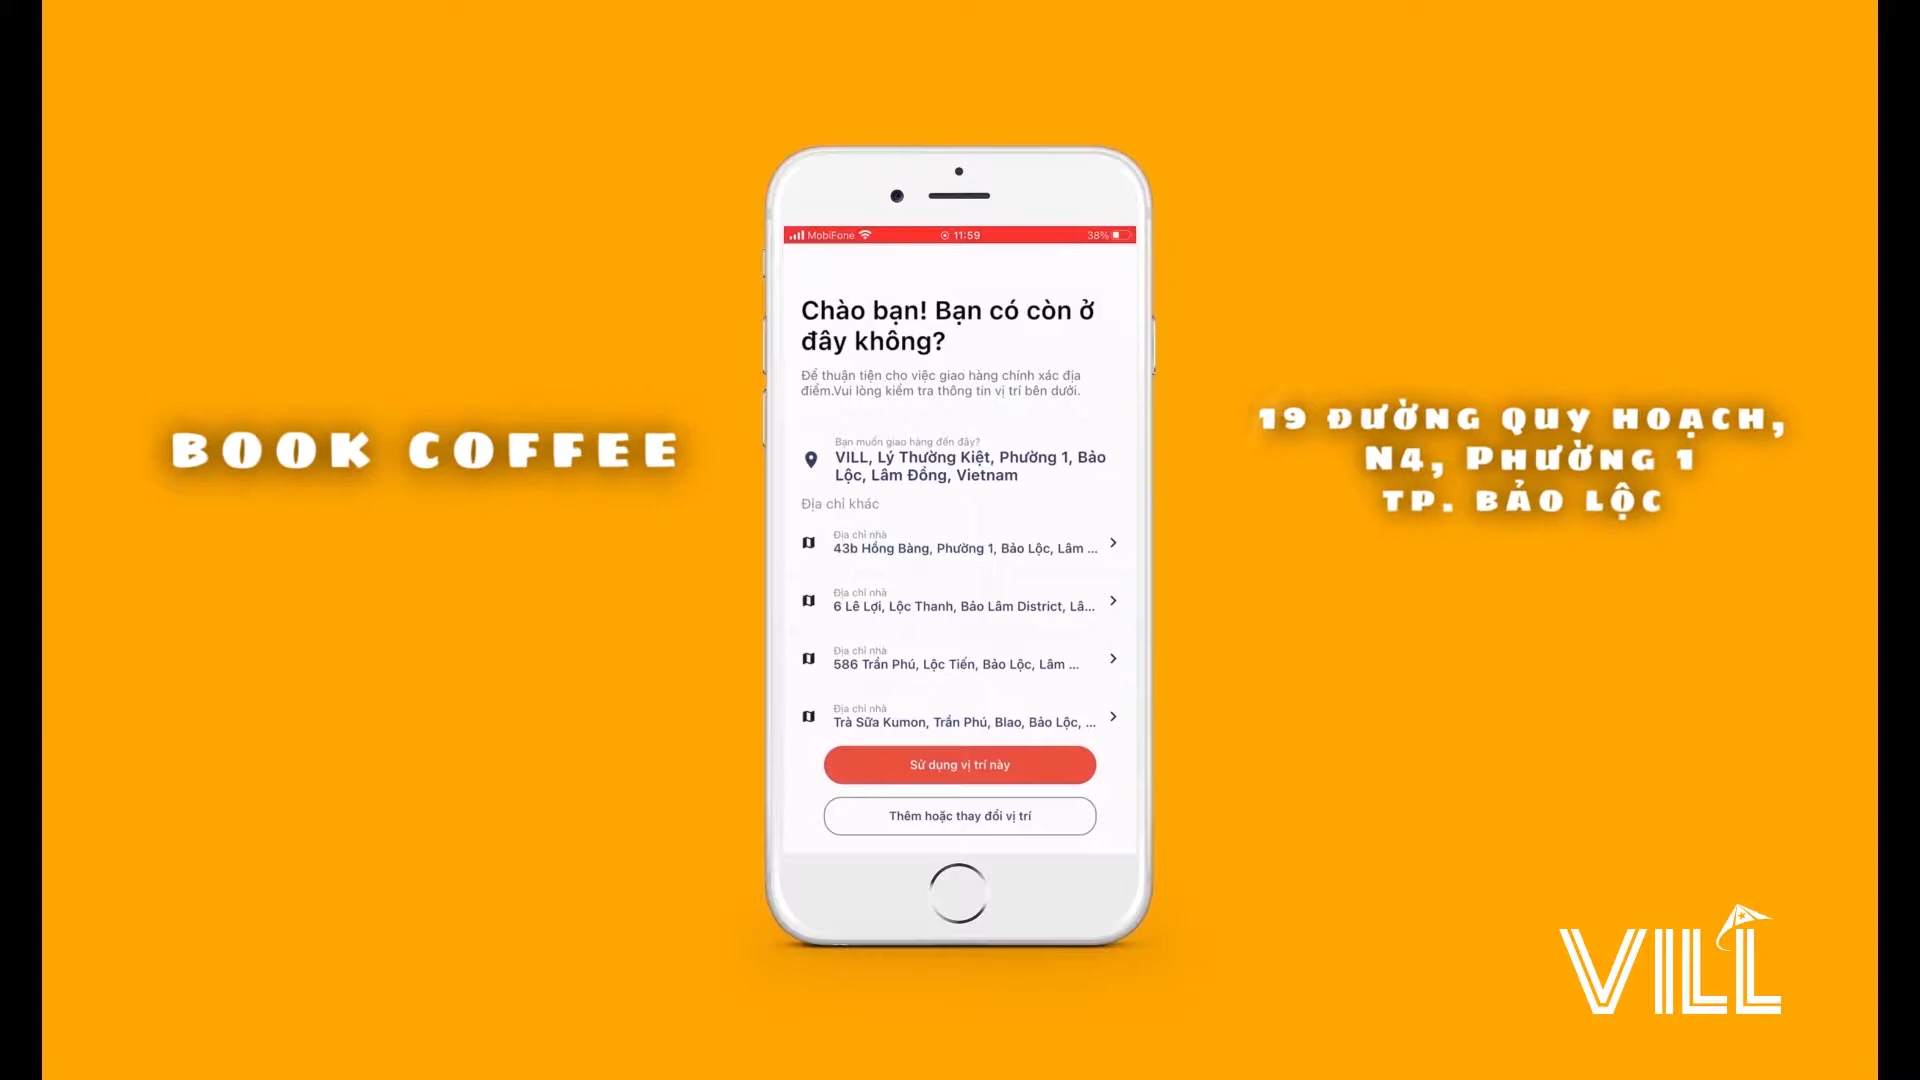 BOOK COFFEE
MobiFone
11:59
38%
Chào bạn! Bạn có còn ở
đây không?
Để thuận tiện cho việc giao hàng chính xác địa
điểm.Vui lòng kiểm tra thông tin vị trí bên dưới.
Bạn muốn giao hàng đến đây?
VILL, Lý Thường Kiệt, Phường 1, Bảo
Lộc, Lâm Đồng, Vietnam
Địa chỉ khác
Địa chỉ nhà
43b Hồng Bàng, Phường 1, Bảo Lộc, Lâm ...
Địa chỉ nhà
6 Lê Lợi, Lộc Thanh, Bảo Lâm District, Lâ...
Địa chỉ nhà
586 Trần Phú, Lộc Tiến, Bảo Lộc, Lâm ...
Địa chỉ nhà
Trà Sữa Kumon, Trần Phú, Blao, Bảo Lộc, ...
Sử dụng vị trí này
Thêm hoặc thay đổi vị trí
19 ĐƯỜNG QUY HOẠCH,
N4, PHƯỜNG 1
TP. BẢO LỘC
VILL